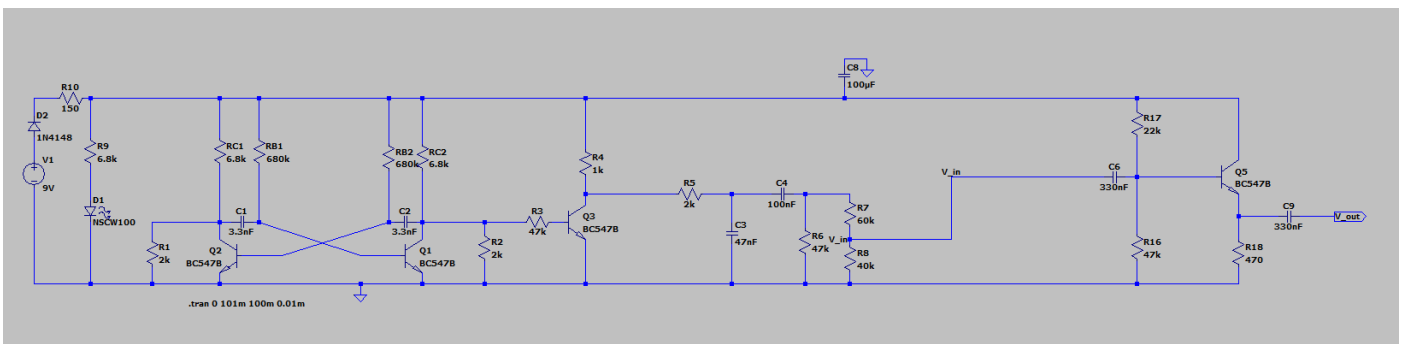 C8
100µF
R10
150
D2
1N4148
V1
9V
R9
6.8k
D1
NSCW100
RC1
6.8k
RB1
680k
RB2
680k
RC2
6.8k
R1
2k
C1
3.3nF
Q2
BC547B
C2
3.3nF
Q1
BC547B
R2
2k
R3
47k
R4
1k
Q3
BC547B
R5
2k
C3
47nF
C4
100nF
R6
47k
R7
60k
V_in
R8
40k
V_in
C6
330nF
R17
22k
R16
47k
Q5
BC547B
R18
470
C9
330nF
V_out
.tran 0 101m 100m 0.01m